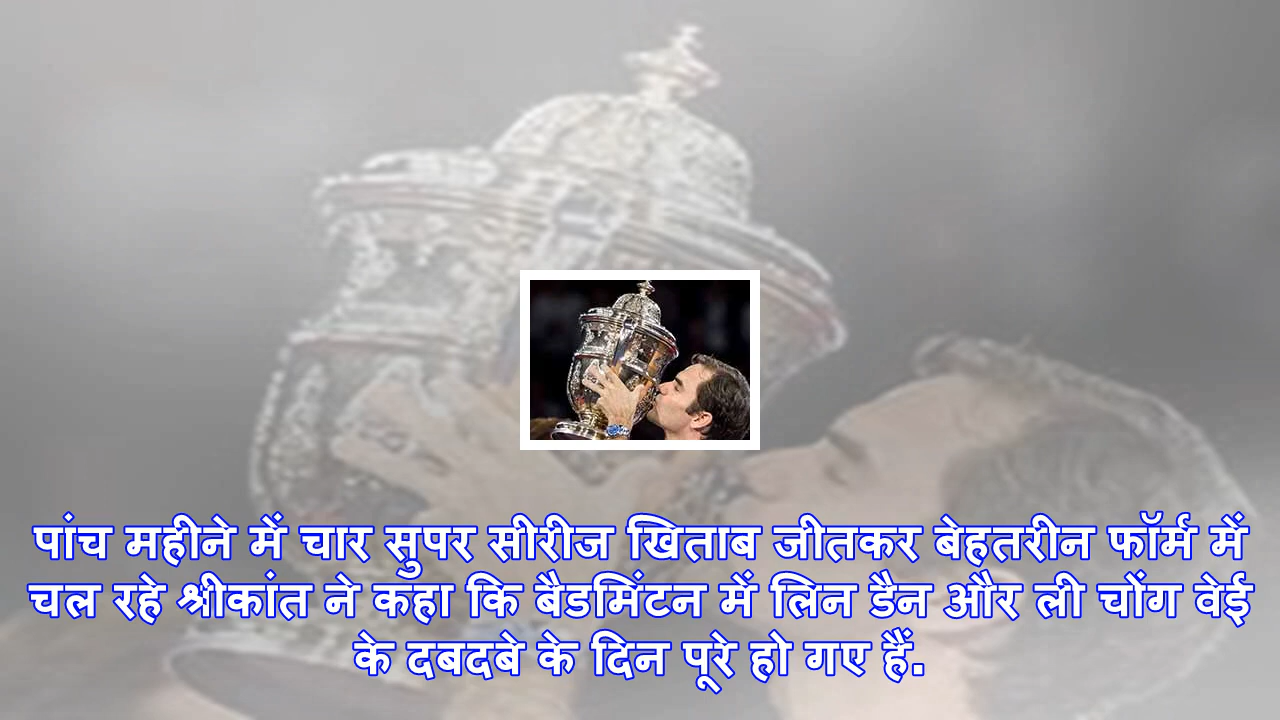 पांच महीने में चार सुपर सीरीज खिताब जीतकर बेहतरीन फॉर्म में
चल रहे श्रीकांत ने कहा कि बैडमिंटन में लिन डैन और ली चोंग वेई
के दबदबे के दिन पूरे हो गए हैं.